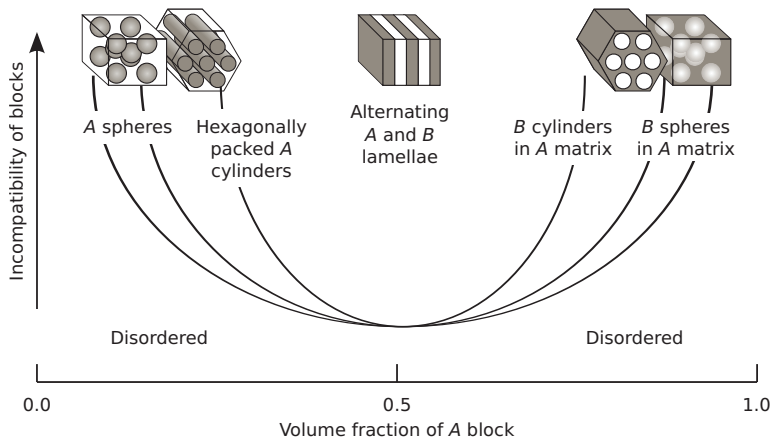 Incompatibility of blocks
A spheres
Hexagonally
packed A
cylinders
Alternating
A and B
lamellae
B cylinders
in A matrix
B spheres
in A matrix
Disordered
Disordered
0.0
0.5
1.0
Volume fraction of A block